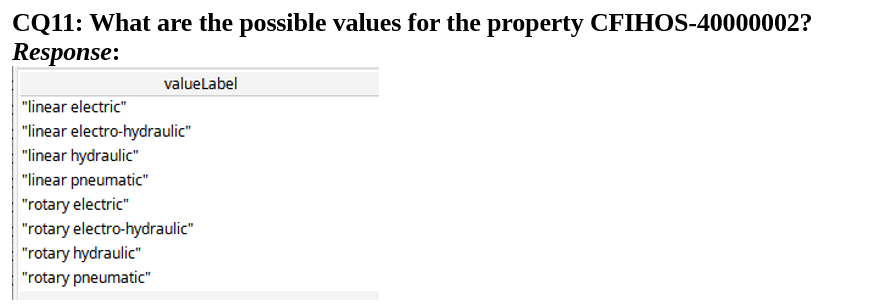 CQ11: What are the possible values for the property CFIHOS-40000002?
Response:
valueLabel
"linear electric"
"linear electro-hydraulic"
"linear hydraulic"
"linear pneumatic"
"rotary electric"
"rotary electro-hydraulic"
"rotary hydraulic"
"rotary pneumatic"